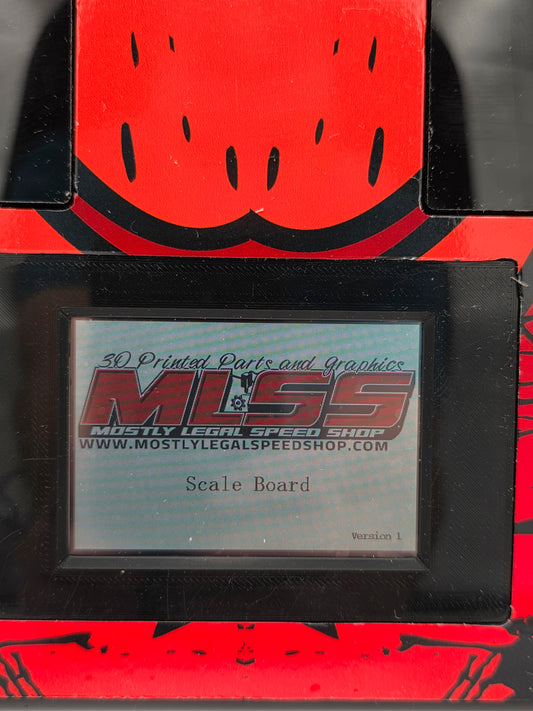 3D Printed Parts and Graphics
MLSS
MOSTLY LEGAL SPEED SHOP
WWW.MOSTLYLEGALSPEEDSHOP.COM
Scale Board
Version 1